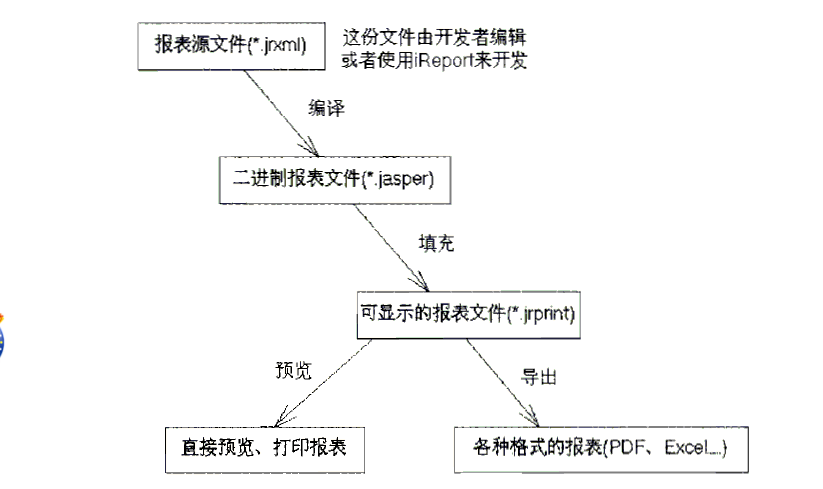 报表源文件(*.jrxml)
这份文件由开发者编辑
或者使用iReport来开发
编译
二进制报表文件(*.jasper)
填充
可显示的报表文件(*.jrprint)
预览
导出
直接预览、打印报表
各种格式的报表(PDF、Excel...)